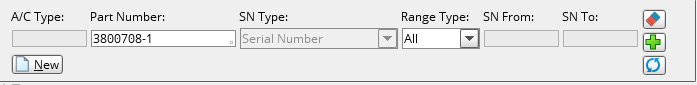 A/C Type: Part Number: SN Type: Range Type: SN From: SN To:
3800708-1 Serial Number All
New